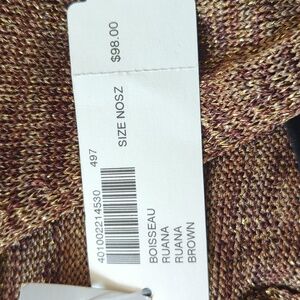 $98.00
SIZE NOSZ
497
401002214530
BOISSEAU
RUANA
RUANA
BROWN